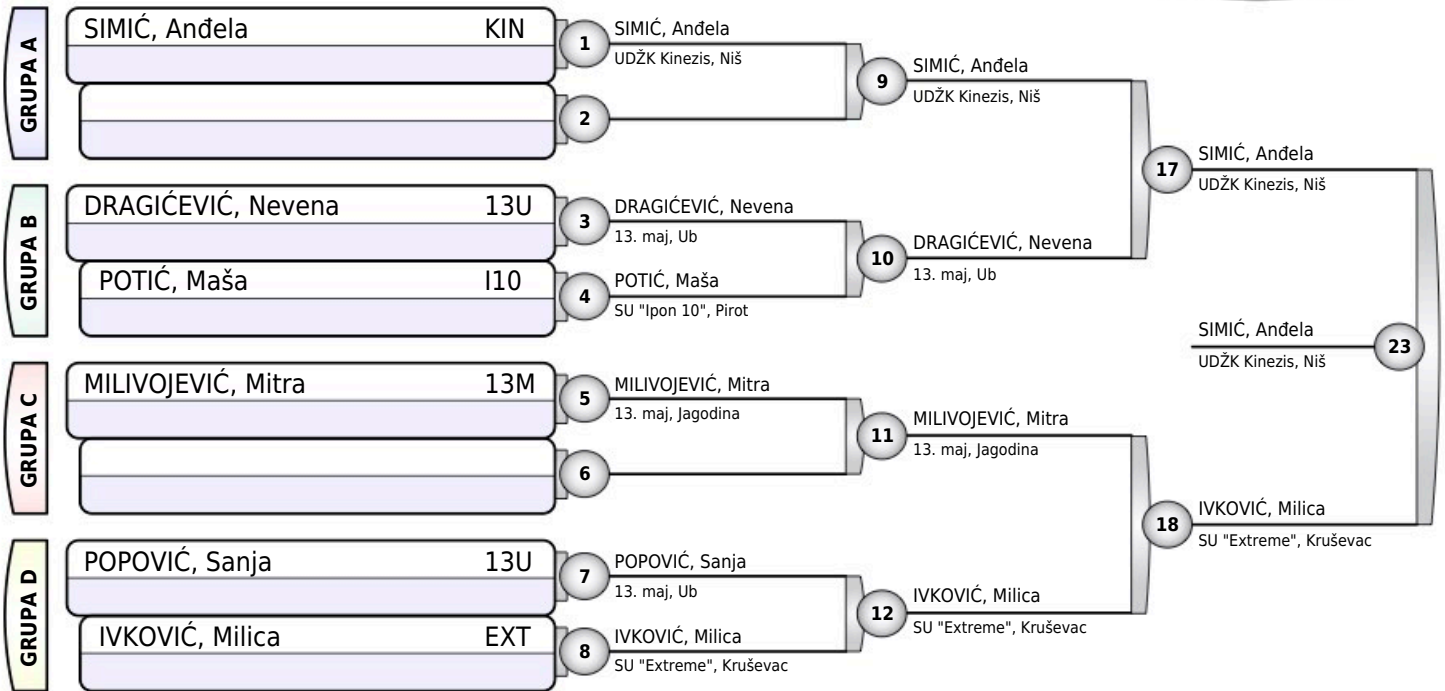 GRUPA A
SIMIĆ, Anđela KIN
1
2
SIMIĆ, Anđela
UDŽK Kinezis, Niš
9
SIMIĆ, Anđela
UDŽK Kinezis, Niš
GRUPA B
DRAGIĆEVIĆ, Nevena 13U
POTIĆ, Maša I10
3
4
DRAGIĆEVIĆ, Nevena
13. maj, Ub
POTIĆ, Maša
SU "Ipon 10", Pirot
10
DRAGIĆEVIĆ, Nevena
13. maj, Ub
17
SIMIĆ, Anđela
UDŽK Kinezis, Niš
GRUPA C
MILIVOJEVIĆ, Mitra 13M
5
6
MILIVOJEVIĆ, Mitra
13. maj, Jagodina
11
MILIVOJEVIĆ, Mitra
13. maj, Jagodina
GRUPA D
POPOVIĆ, Sanja 13U
IVKOVIĆ, Milica EXT
7
8
POPOVIĆ, Sanja
13. maj, Ub
IVKOVIĆ, Milica
SU "Extreme", Kruševac
12
IVKOVIĆ, Milica
SU "Extreme", Kruševac
18
IVKOVIĆ, Milica
SU "Extreme", Kruševac
SIMIĆ, Anđela
UDŽK Kinezis, Niš
23